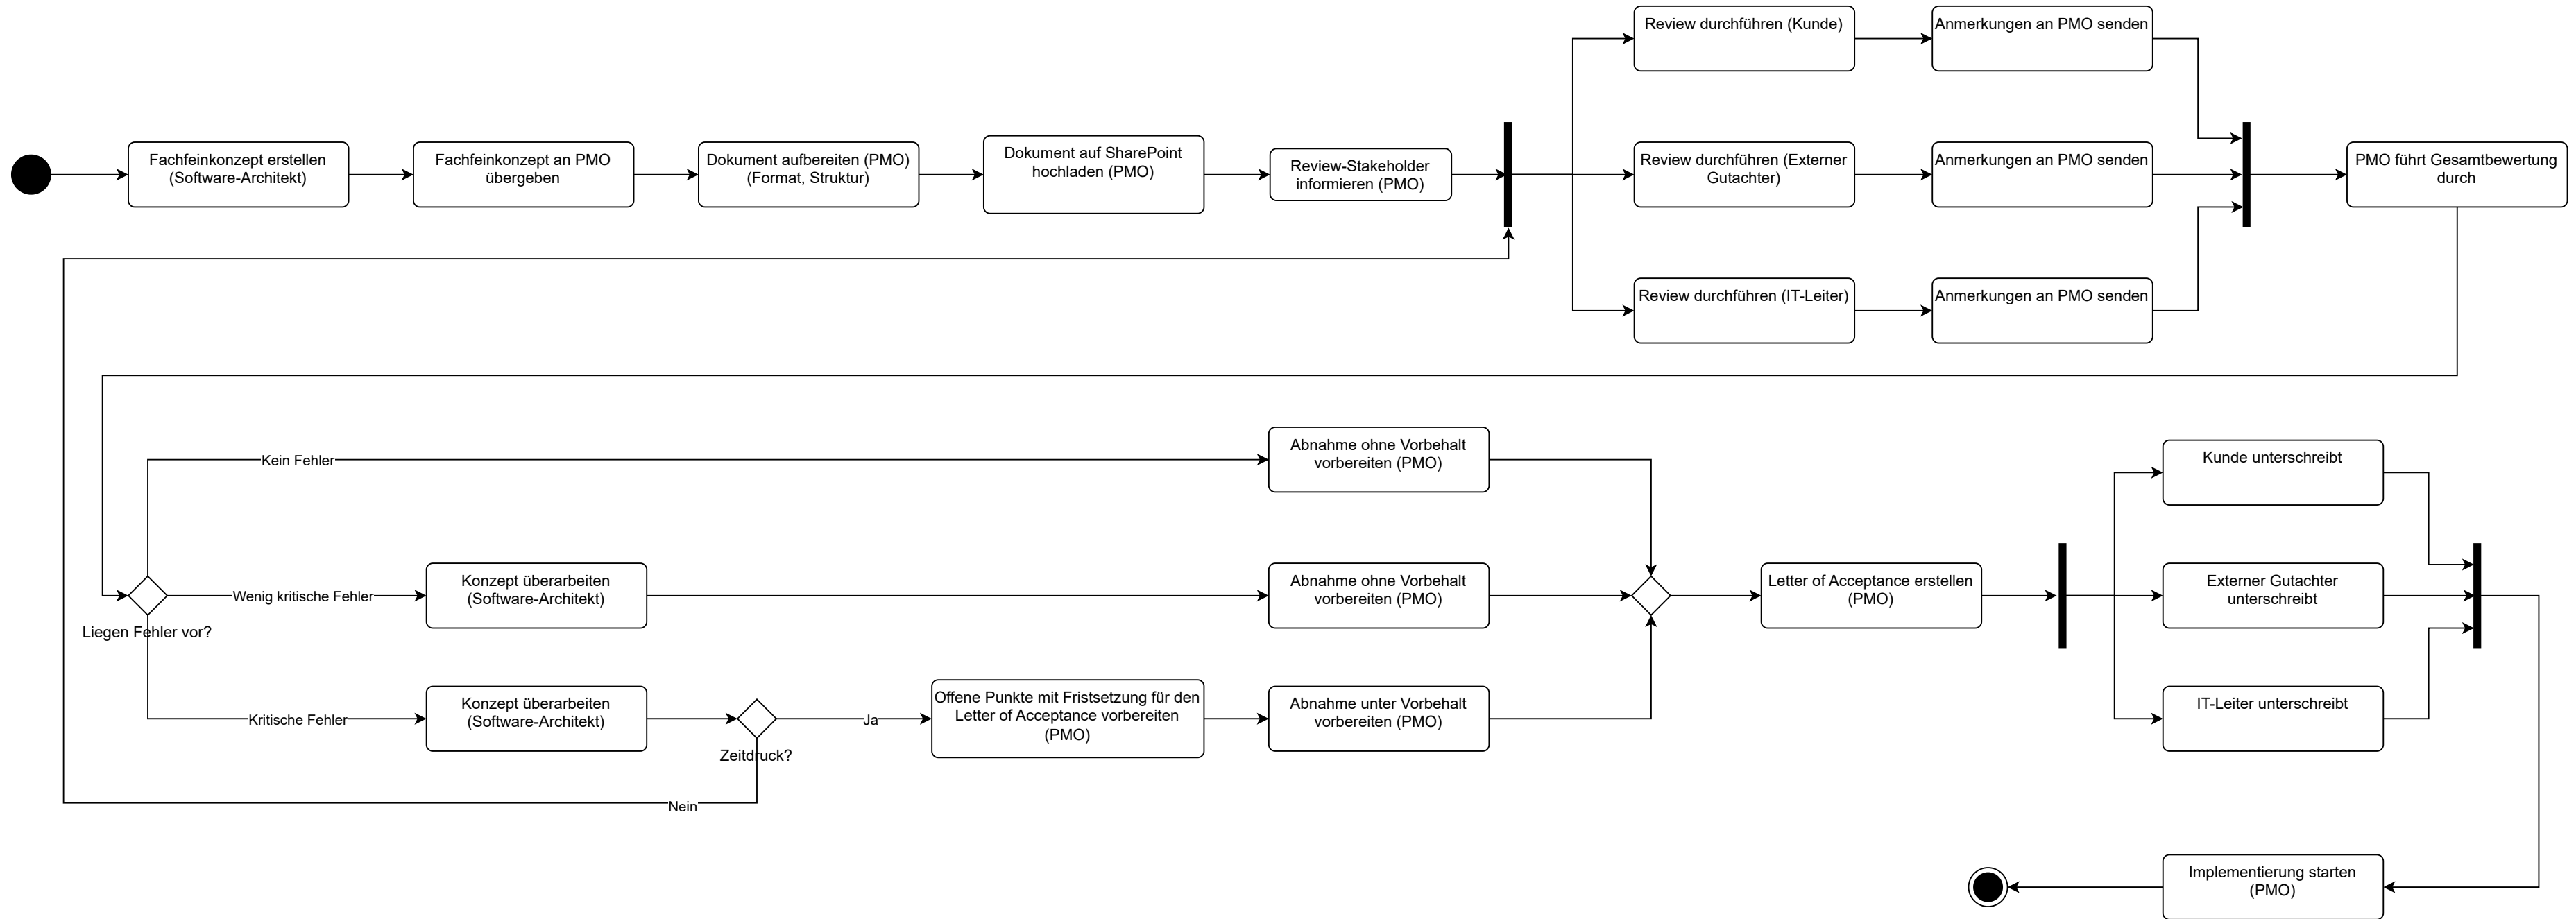 Review durchführen (Kunde)
Anmerkungen an PMO senden
Fachfeinkonzept erstellen
(Software-Architekt)
Fachfeinkonzept an PMO
übergeben
Dokument aufbereiten (PMO)
(Format, Struktur)
Dokument auf SharePoint
hochladen (PMO)
Review-Stakeholder
informieren (PMO)
Review durchführen (Externer
Gutachter)
Anmerkungen an PMO senden
PMO führt Gesamtbewertung
durch
Review durchführen (IT-Leiter)
Anmerkungen an PMO senden
Kein Fehler
Abnahme ohne Vorbehalt
vorbereiten (PMO)
Kunde unterschreibt
Liegen Fehler vor?
Wenig kritische Fehler
Konzept überarbeiten
(Software-Architekt)
Abnahme ohne Vorbehalt
vorbereiten (PMO)
Letter of Acceptance erstellen
(PMO)
Externer Gutachter
unterschreibt
Kritische Fehler
Konzept überarbeiten
(Software-Architekt)
Zeitdruck?
Ja
Offene Punkte mit Fristsetzung für den
Letter of Acceptance vorbereiten
(PMO)
Abnahme unter Vorbehalt
vorbereiten (PMO)
IT-Leiter unterschreibt
Nein
Implementierung starten
(PMO)